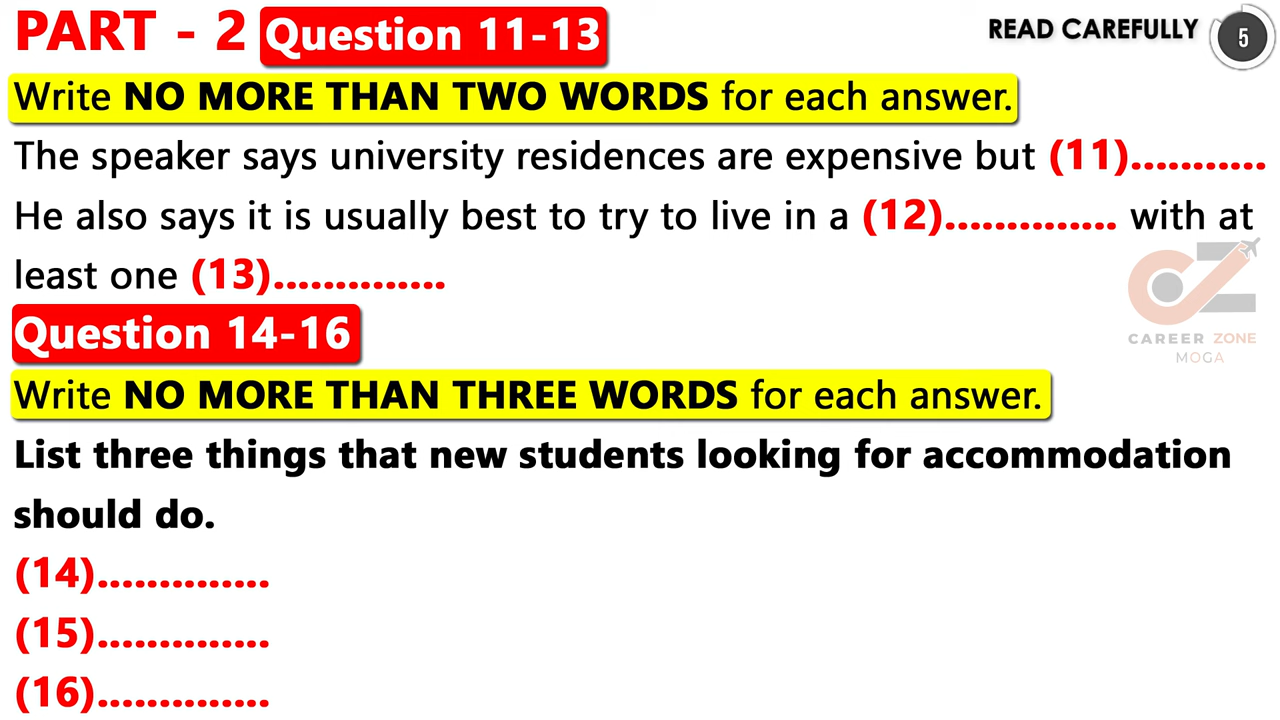 PART - 2 Question 11-13
READ CAREFULLY 5
Write NO MORE THAN TWO WORDS for each answer.
The speaker says university residences are expensive but (11)...........
He also says it is usually best to try to live in a (12).............. with at
least one (13)..............
CAREER ZONE
MOGA
Question 14-16
Write NO MORE THAN THREE WORDS for each answer.
List three things that new students looking for accommodation
should do.
(14)..............
(15)..............
(16)..............